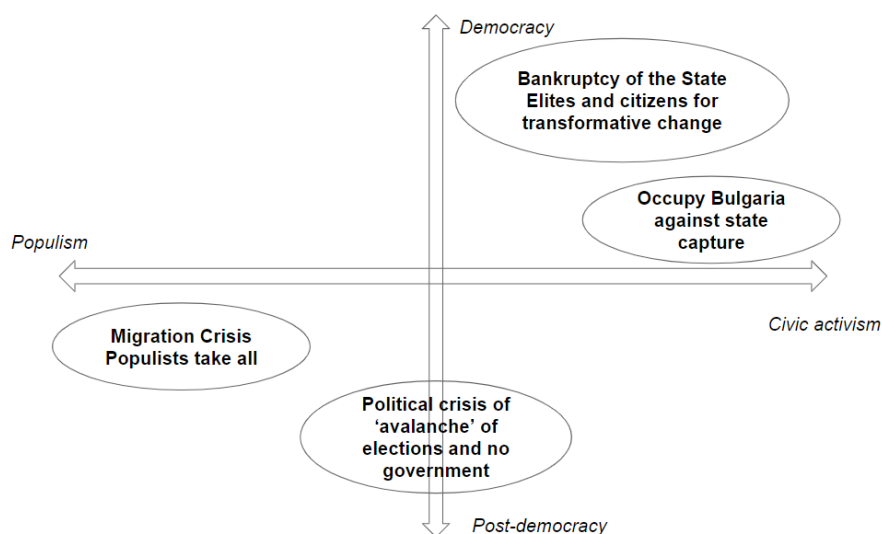 Democracy
Bankruptcy of the State
Elites and citizens for
transformative change
Occupy Bulgaria
against state
capture
Populism
Civic activism
Migration Crisis
Populists take all
Political crisis of
‘avalanche’ of
elections and no
government
Post-democracy